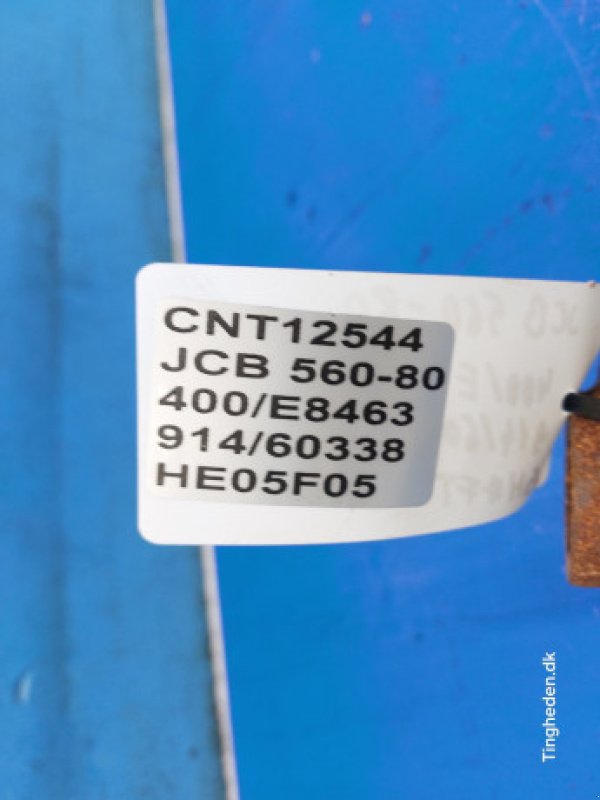 CNT12544
JCB 560-80
400/E8463
914/60338
HE05F05
Tingheden.dk